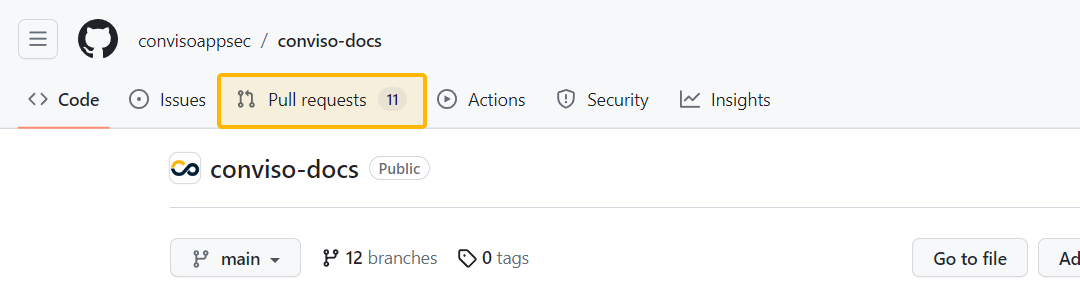 convisoappsec / conviso-docs
Code Issues Pull requests 11 Actions Security Insights
conviso-docs Public
main 12 branches 0 tags Go to file Ad